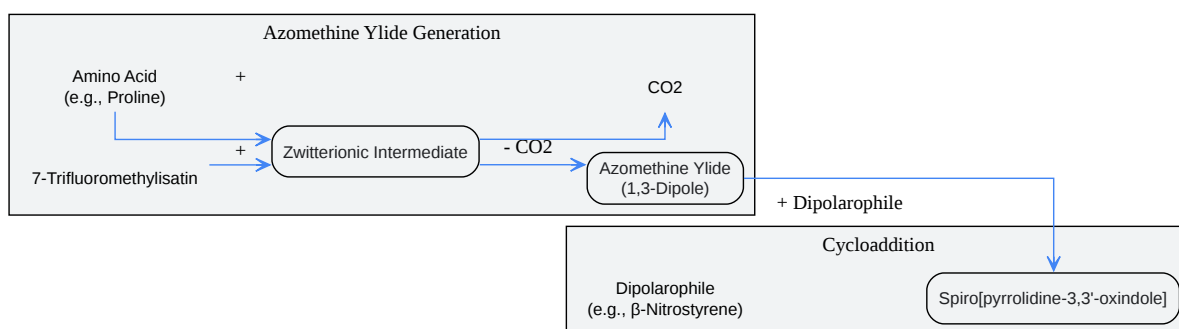 Azomethine Ylide Generation
Amino Acid
(e.g., Proline)
+
CO2
+
Zwitterionic Intermediate
- CO2
7-Trifluoromethylisatin
Azomethine Ylide
(1,3-Dipole)
+ Dipolarophile
Cycloaddition
Dipolarophile
(e.g., β-Nitrostyrene)
Spiro[pyrrolidine-3,3'-oxindole]